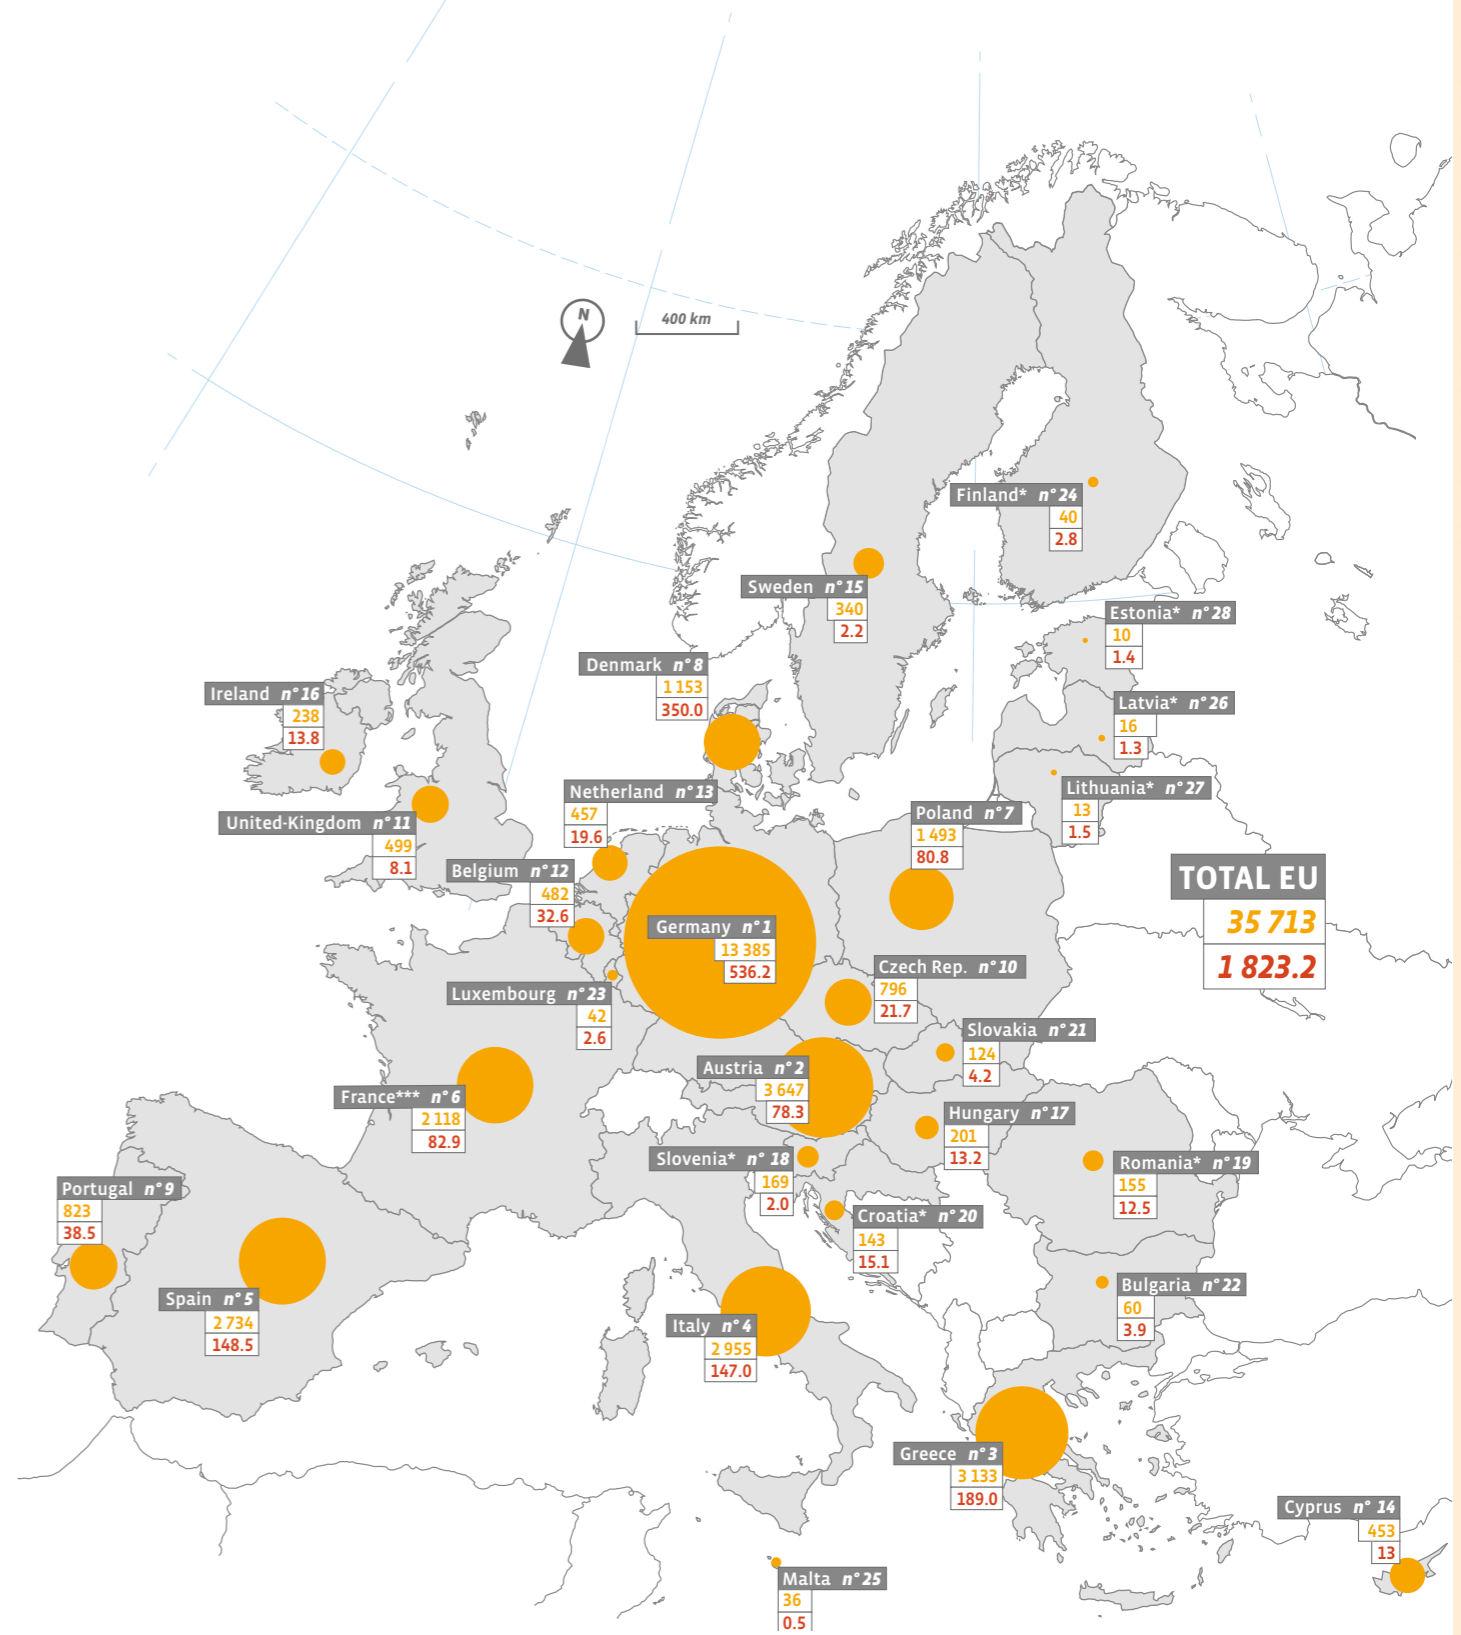 N
400 km
Finland* n° 24
40
2.8
Sweden n° 15
340
2.2
Estonia* n° 28
10
1.4
Denmark n° 8
1 153
350.0
Ireland n° 16
238
13.8
Latvia* n° 26
16
1.3
Netherland n° 13
457
19.6
Lithuania* n° 27
13
1.5
United-Kingdom n° 11
499
8.1
Poland n° 7
1 493
80.8
Belgium n° 12
482
32.6
TOTAL EU
35 713
1 823.2
Germany n° 1
13 385
536.2
Czech Rep. n° 10
796
21.7
Luxembourg n° 23
42
2.6
Slovakia n° 21
124
4.2
Austria n° 2
3 647
78.3
France*** n° 6
2 118
82.9
Hungary n° 17
201
13.2
Slovenia* n° 18
169
2.0
Romania* n° 19
155
12.5
Portugal n° 9
823
38.5
Croatia* n° 20
143
15.1
Bulgaria n° 22
60
3.9
Spain n° 5
2 734
148.5
Italy n° 4
2 955
147.0
Greece n° 3
3 133
189.0
Cyprus n° 14
453
13
Malta n° 25
36
0.5